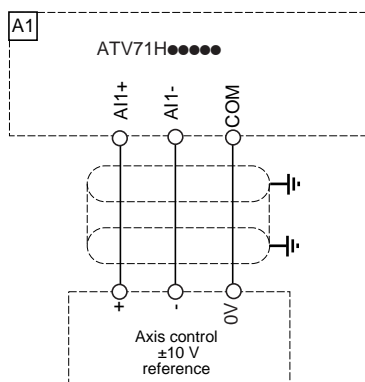 A1
ATV71H●●●●●
AI1+
AI1-
COM
+
-
0V
Axis control
±10 V
reference